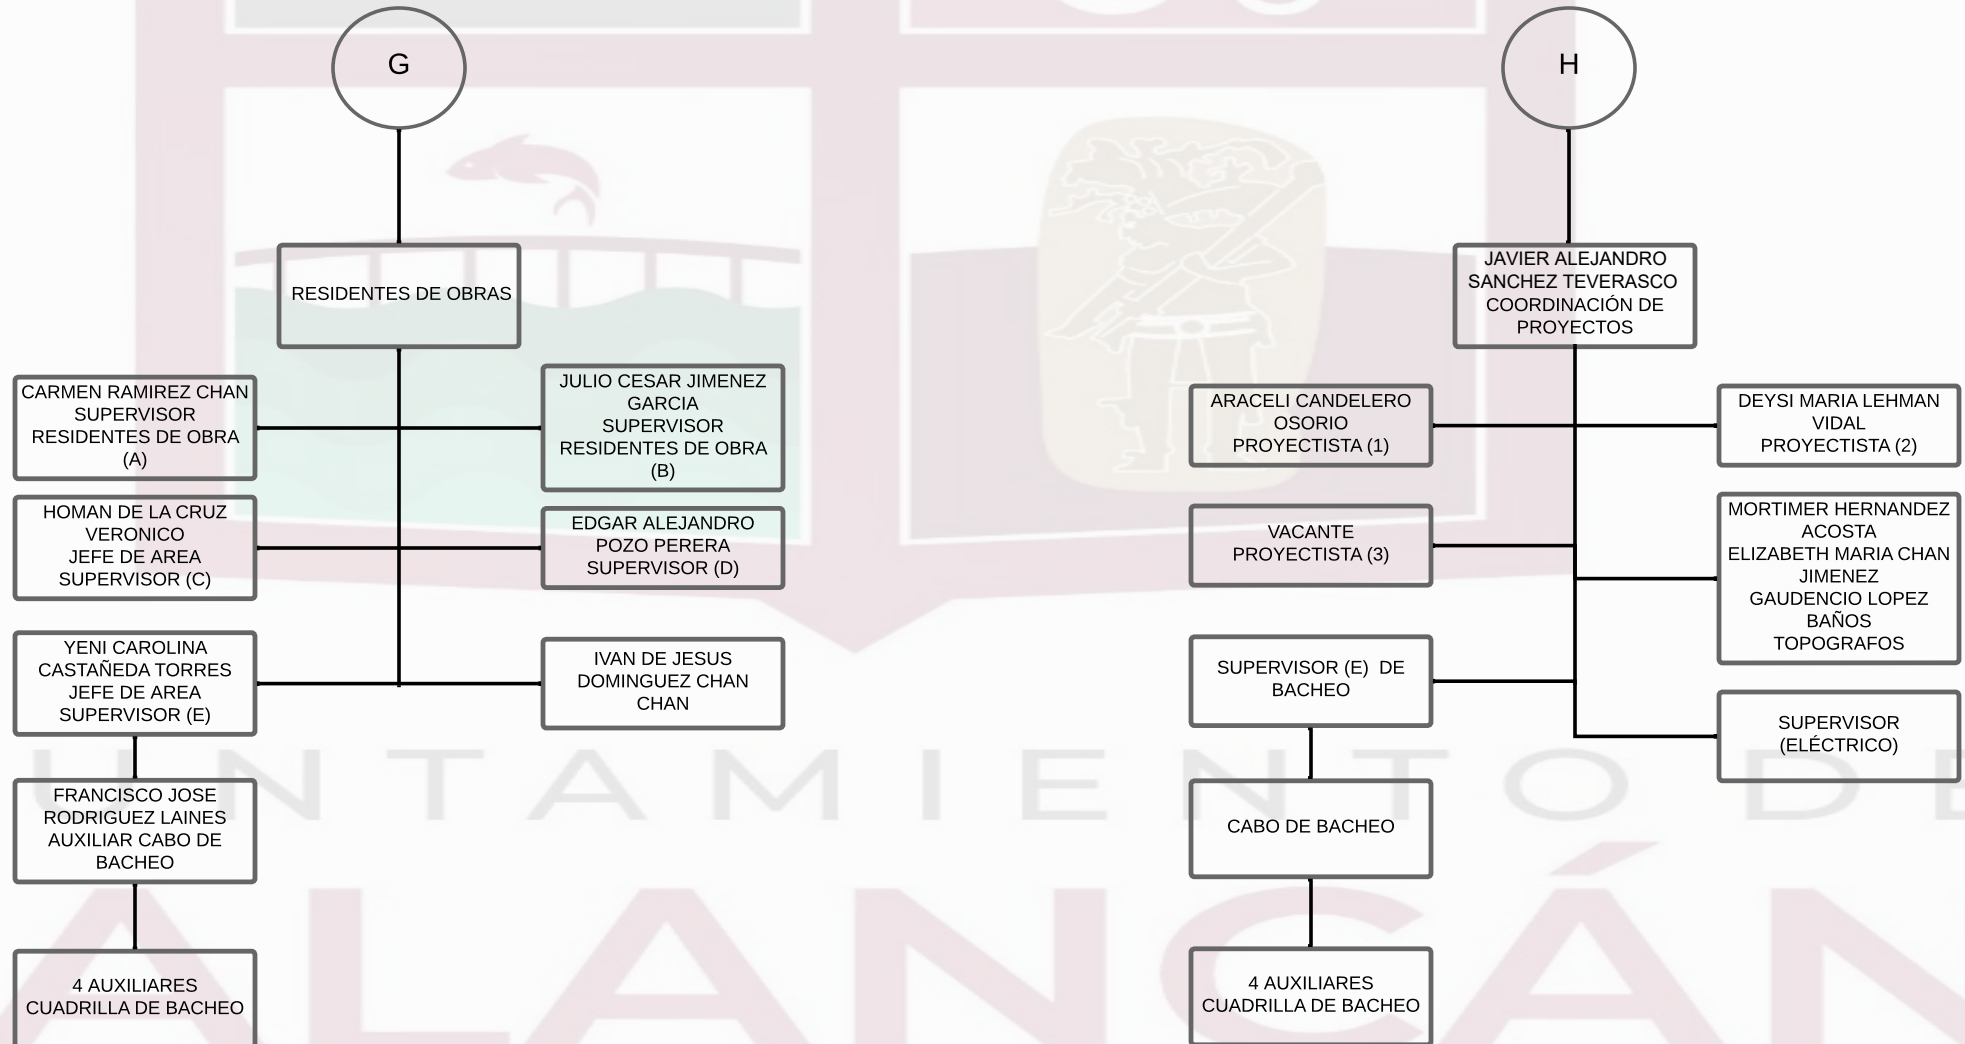 G
RESIDENTES DE OBRAS
CARMEN RAMIREZ CHAN
SUPERVISOR
RESIDENTES DE OBRA
(A)
JULIO CESAR JIMENEZ
GARCIA
SUPERVISOR
RESIDENTES DE OBRA
(B)
HOMAN DE LA CRUZ
VERONICO
JEFE DE AREA
SUPERVISOR (C)
EDGAR ALEJANDRO
POZO PERERA
SUPERVISOR (D)
YENI CAROLINA
CASTAÑEDA TORRES
JEFE DE AREA
SUPERVISOR (E)
IVAN DE JESUS
DOMINGUEZ CHAN
CHAN
FRANCISCO JOSE
RODRIGUEZ LAINES
AUXILIAR CABO DE
BACHEO
4 AUXILIARES
CUADRILLA DE BACHEO
H
JAVIER ALEJANDRO
SANCHEZ TEVERASCO
COORDINACIÓN DE
PROYECTOS
ARACELI CANDELERO
OSORIO
PROYECTISTA (1)
DEYSI MARIA LEHMAN
VIDAL
PROYECTISTA (2)
VACANTE
PROYECTISTA (3)
MORTIMER HERNANDEZ
ACOSTA
ELIZABETH MARIA CHAN
JIMENEZ
GAUDENCIO LOPEZ
BAÑOS
TOPOGRAFOS
SUPERVISOR (E)  DE
BACHEO
SUPERVISOR
(ELÉCTRICO)
CABO DE BACHEO
4 AUXILIARES
CUADRILLA DE BACHEO
UNTAMIENTO DE
ALANCÁN